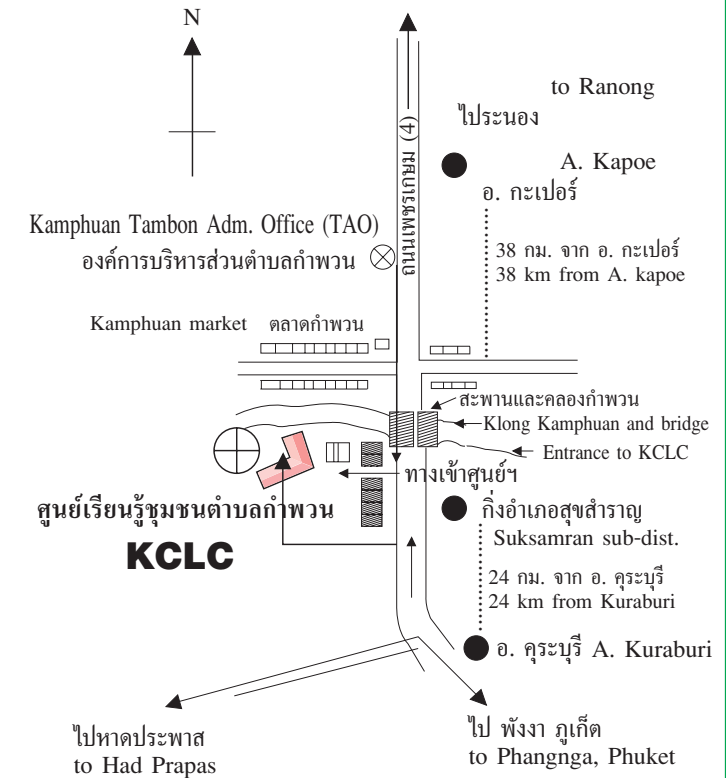 N
to Ranong
ไประนอง
ถนนเพชรเกษม (4)
A. Kapoe
อ. กะเปอร์
Kamphuan Tambon Adm. Office (TAO)
องค์การบริหารส่วนตำบลกำพวน
38 กม. จาก อ. กะเปอร์
38 km from A. kapoe
Kamphuan market ตลาดกำพวน
สะพานและคลองกำพวน
Klong Kamphuan and bridge
Entrance to KCLC
ทางเข้าศูนย์ฯ
ศูนย์เรียนรู้ชุมชนตำบลกำพวน
KCLC
กิ่งอำเภอสุขสำราญ
Suksamran sub-dist.
24 กม. จาก อ. คุระบุรี
24 km from Kuraburi
อ. คุระบุรี A. Kuraburi
ไปหาดประพาส
to Had Prapas
ไป พังงา ภูเก็ต
to Phangnga, Phuket